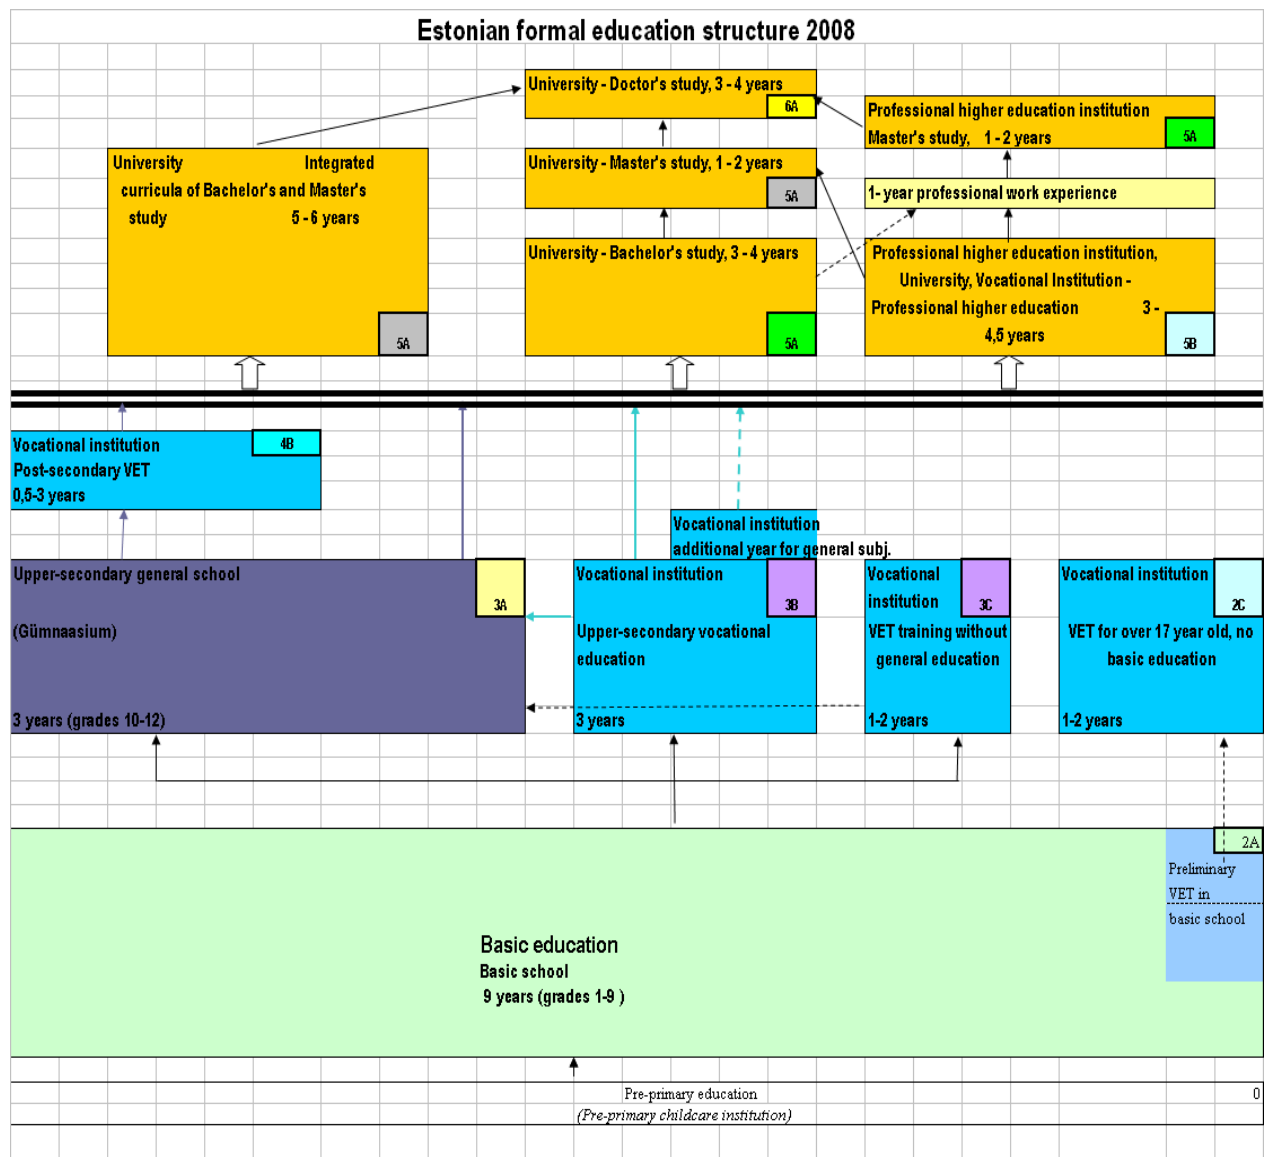 Estonian formal education structure 2008
University - Doctor's study, 3 - 4 years
6A
Professional higher education institution
Master's study, 1 - 2 years
5A
University Integrated
curricula of Bachelor's and Master's
study 5 - 6 years
5A
University - Master's study, 1 - 2 years
5A
1- year professional work experience
University - Bachelor's study, 3 - 4 years
5A
Professional higher education institution,
University, Vocational Institution -
Professional higher education 3 -
4,5 years
5B
Vocational institution
Post-secondary VET
0,5-3 years
4B
Vocational institution
additional year for general subj.
Upper-secondary general school
(Gümnaasium)
3 years (grades 10-12)
3A
Vocational institution
Upper-secondary vocational
education
3 years
3B
Vocational
institution
VET training without
general education
1-2 years
3C
Vocational institution
VET for over 17 year old, no
basic education
1-2 years
2C
2A
Preliminary
VET in
basic school
Basic education
Basic school
9 years (grades 1-9 )
Pre-primary education
0
(Pre-primary childcare institution)